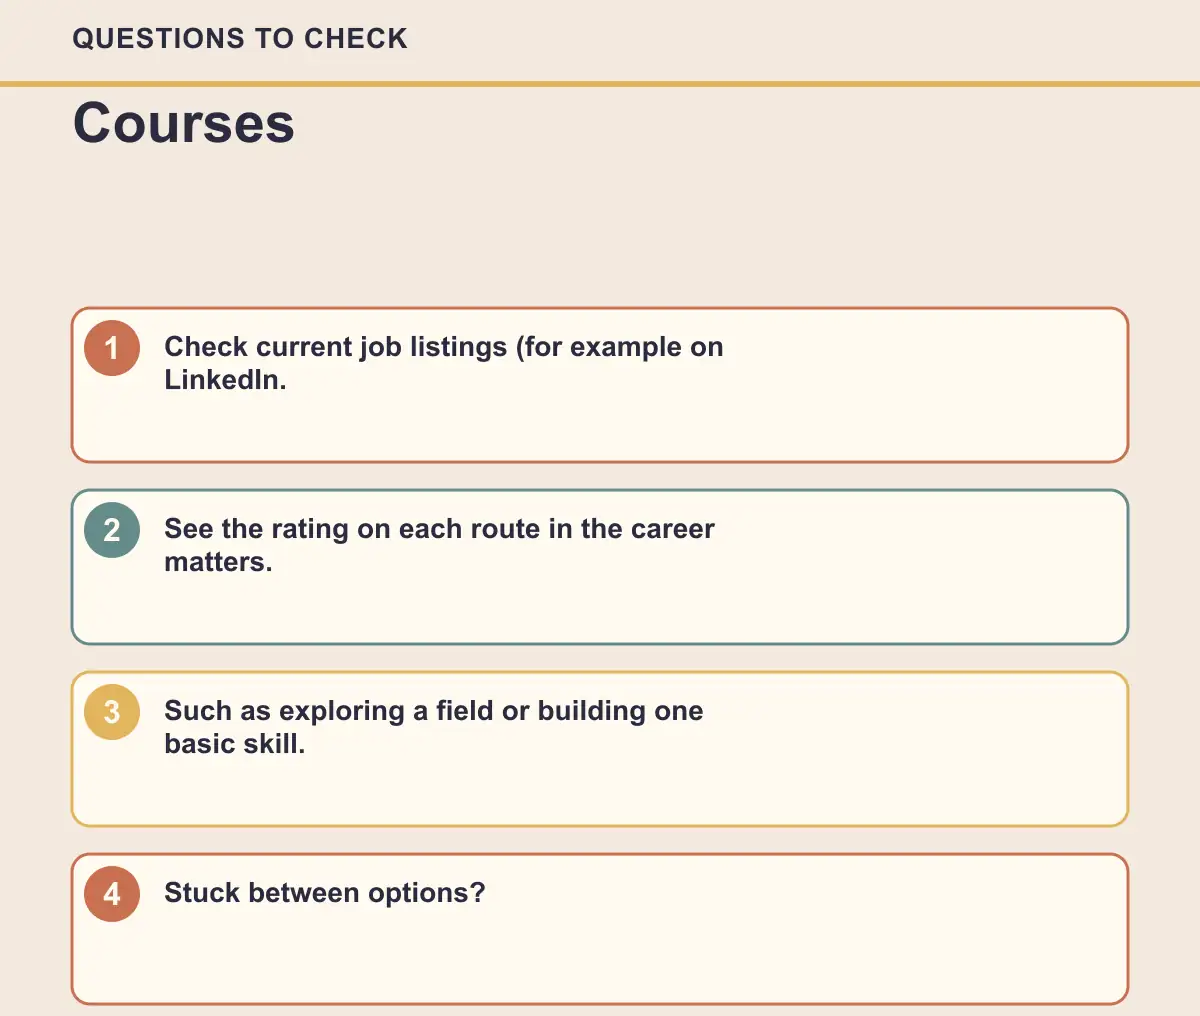 QUESTIONS TO CHECK
Courses
1
Check current job listings (for example on
LinkedIn.
2
See the rating on each route in the career
matters.
3
Such as exploring a field or building one
basic skill.
4
Stuck between options?